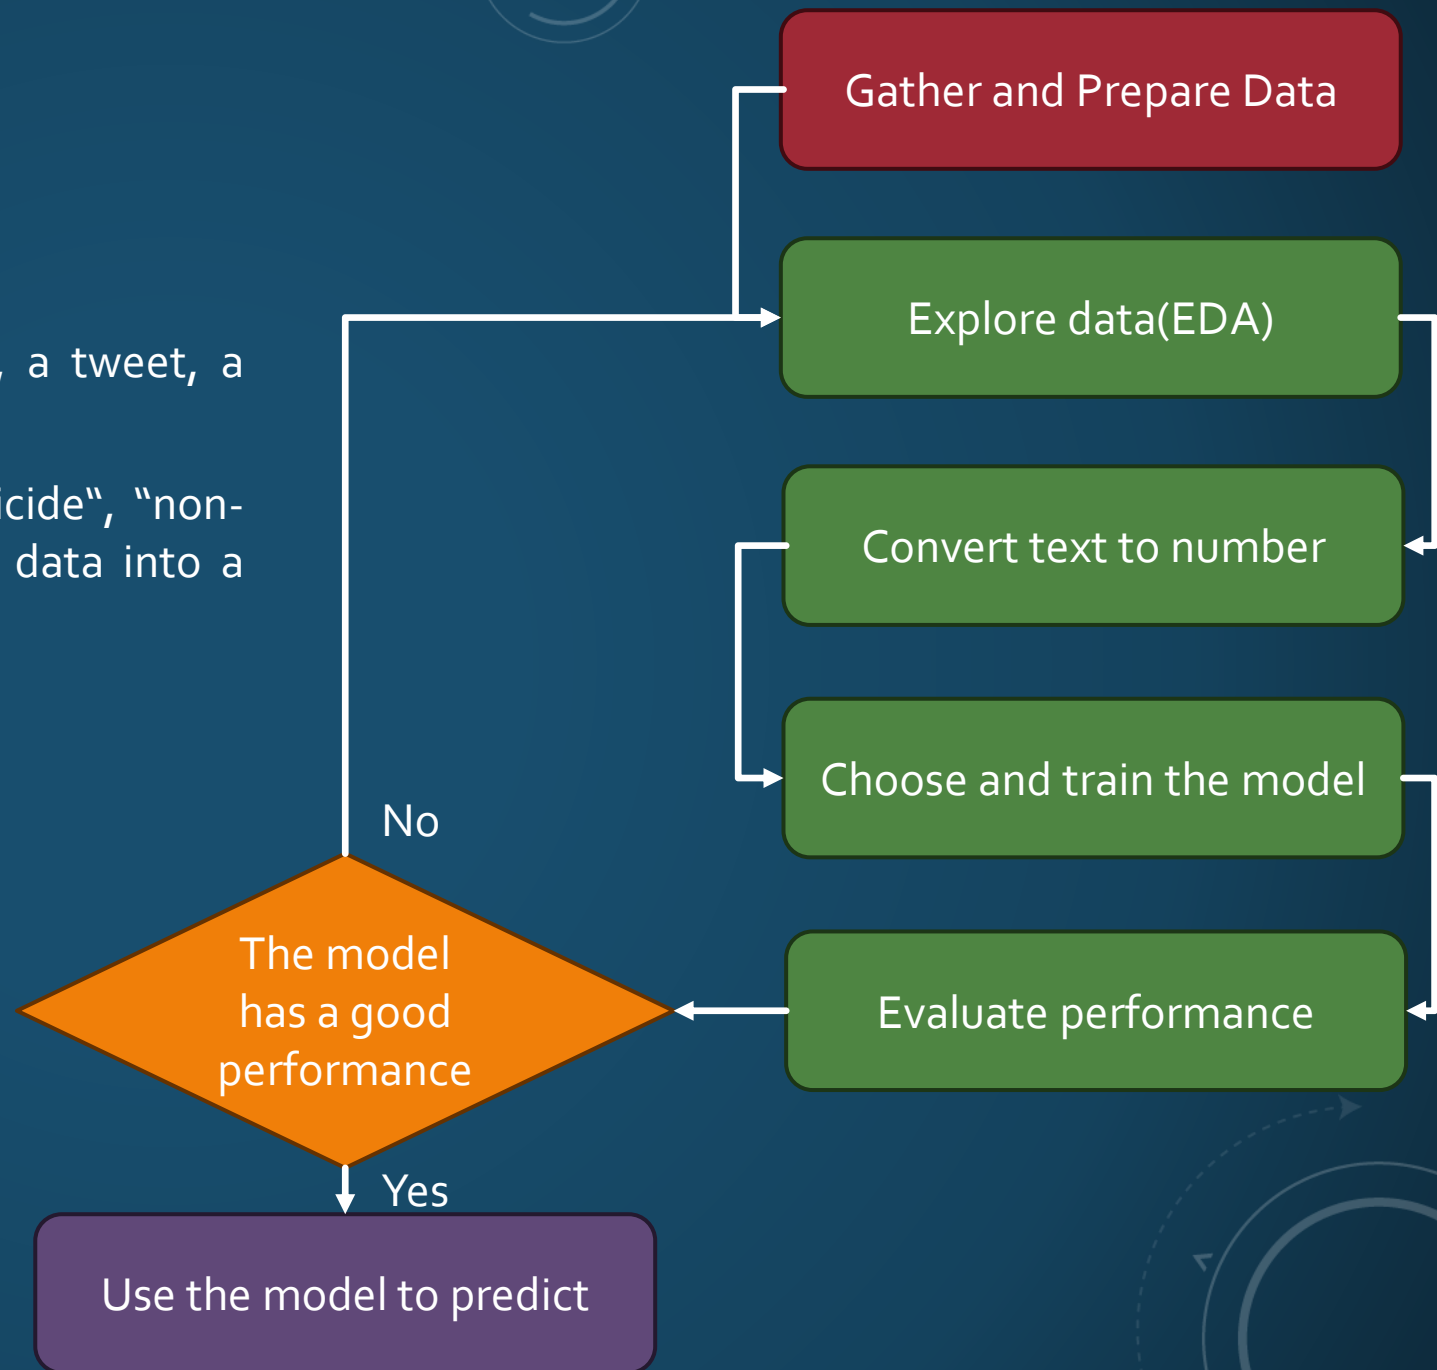 Gather and Prepare Data
Explore data(EDA)
, a tweet, a
icide“, “non-
data into a
Convert text to number
Choose and train the model
No
The model
has a good
performance
Evaluate performance
Yes
Use the model to predict